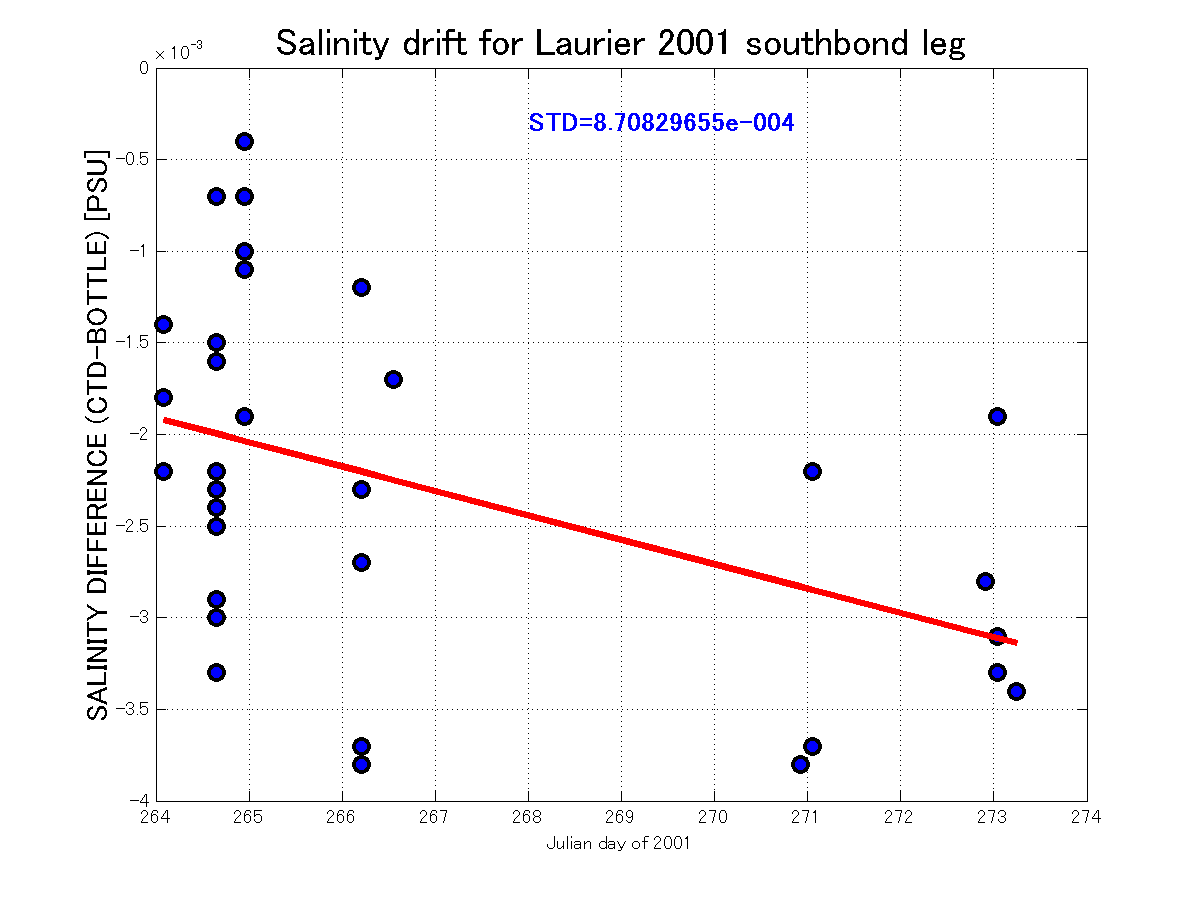 Salinity drift for Laurier 2001 southbond leg
× 10⁻³
STD=8.70829655e-004
SALINITY DIFFERENCE (CTD-BOTTLE) [PSU]
0
-0.5
-1
-1.5
-2
-2.5
-3
-3.5
-4
264 265 266 267 268 269 270 271 272 273 274
Julian day of 2001